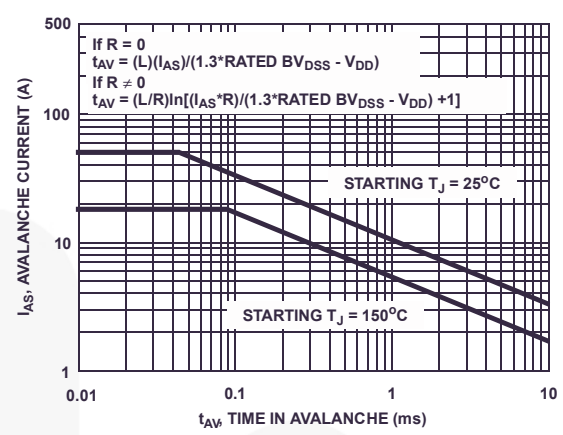 500
If R = 0
tAV = (L)(IAS)/(1.3*RATED BVDSS - VDD)
If R ≠ 0
tAV = (L/R)ln[(IAS*R)/(1.3*RATED BVDSS - VDD) +1]
100
STARTING TJ = 25oC
10
STARTING TJ = 150oC
1
0.01 0.1 1 10
IAS, AVALANCHE CURRENT (A)
tAV, TIME IN AVALANCHE (ms)